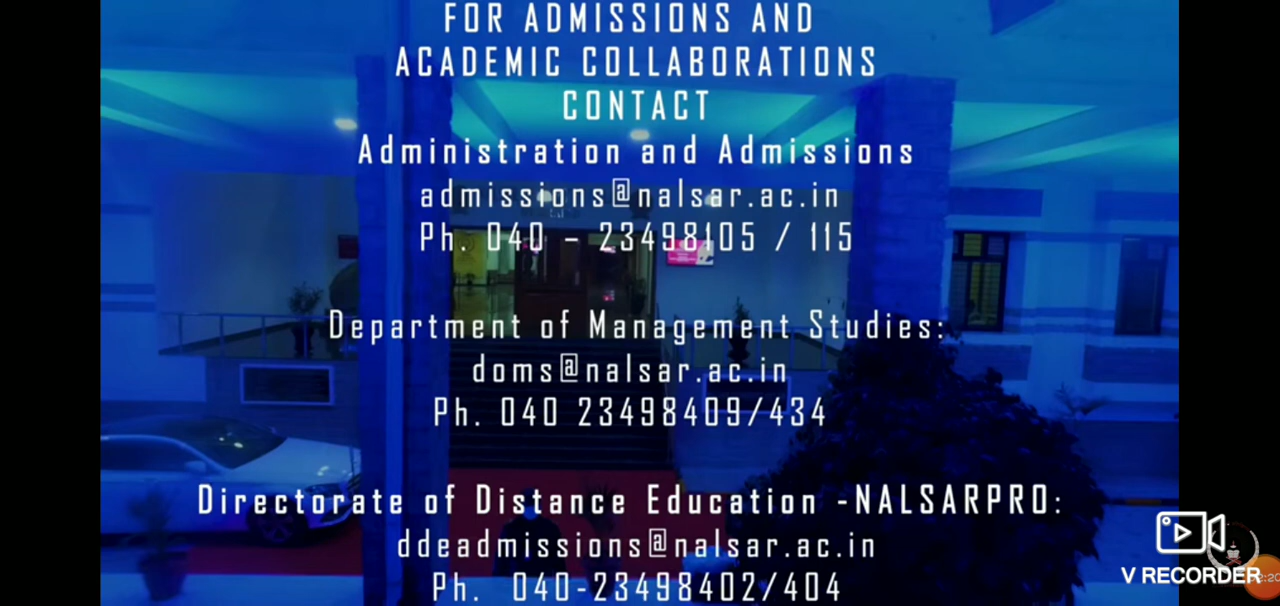 FOR ADMISSIONS AND
ACADEMIC COLLABORATIONS
CONTACT
Administration and Admissions
admissions@nalsar.ac.in
Ph. 040 - 23498105 / 115
Department of Management Studies:
doms@nalsar.ac.in
Ph. 040 23498409/434
Directorate of Distance Education -NALSARPRO:
ddeadmissions@nalsar.ac.in
Ph. 040-23498402/404
V RECORDER